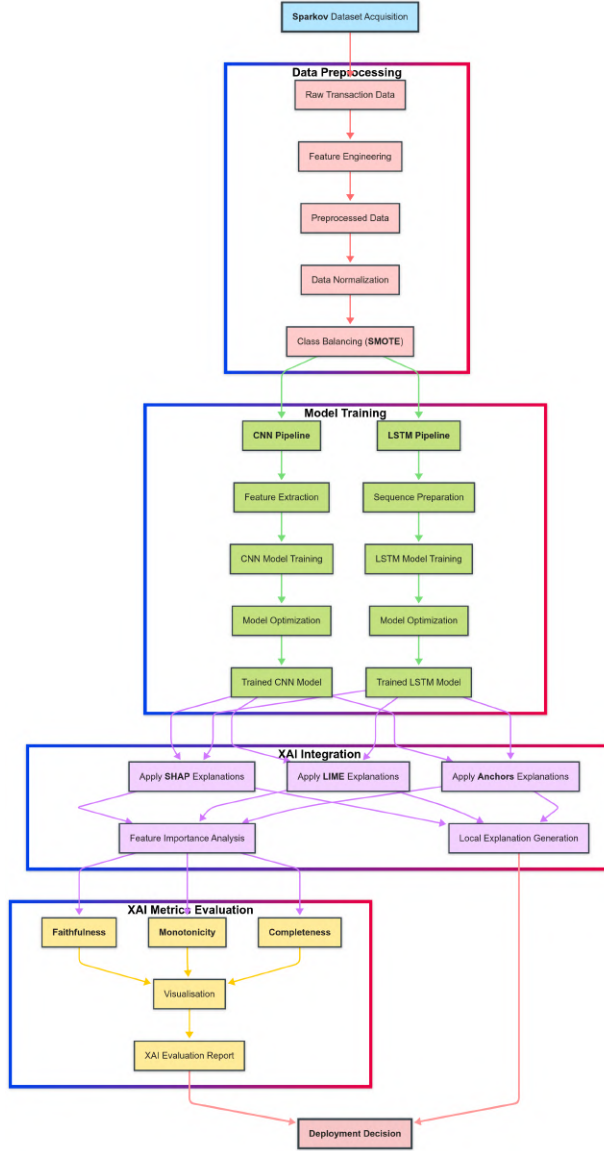 Sparkov Dataset Acquisition
Data Preprocessing
Raw Transaction Data
Feature Engineering
Preprocessed Data
Data Normalization
Class Balancing (SMOTE)
Model Training
CNN Pipeline
LSTM Pipeline
Feature Extraction
Sequence Preparation
CNN Model Training
LSTM Model Training
Model Optimization
Model Optimization
Trained CNN Model
Trained LSTM Model
XAI Integration
Apply SHAP Explanations
Apply LIME Explanations
Apply Anchors Explanations
Feature Importance Analysis
Local Explanation Generation
XAI Metrics Evaluation
Faithfulness
Monotonicity
Completeness
Visualisation
XAI Evaluation Report
Deployment Decision